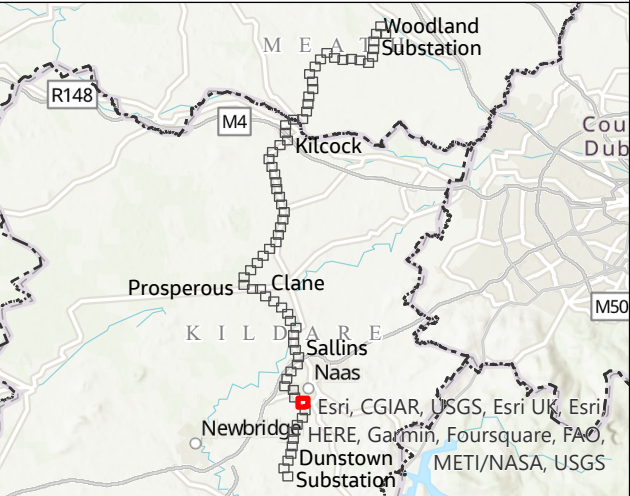 Woodland
Substation
MEATH
R148
M4
Cou
Dub
Kilcock
Prosperous
Clane
M50
KILDARE
Sallins
Naas
Esri, CGIAR, USGS, Esri UK, Esri,
Newbridge
HERE, Garmin, Foursquare, FAO,
Dunstown
METI/NASA, USGS
Substation